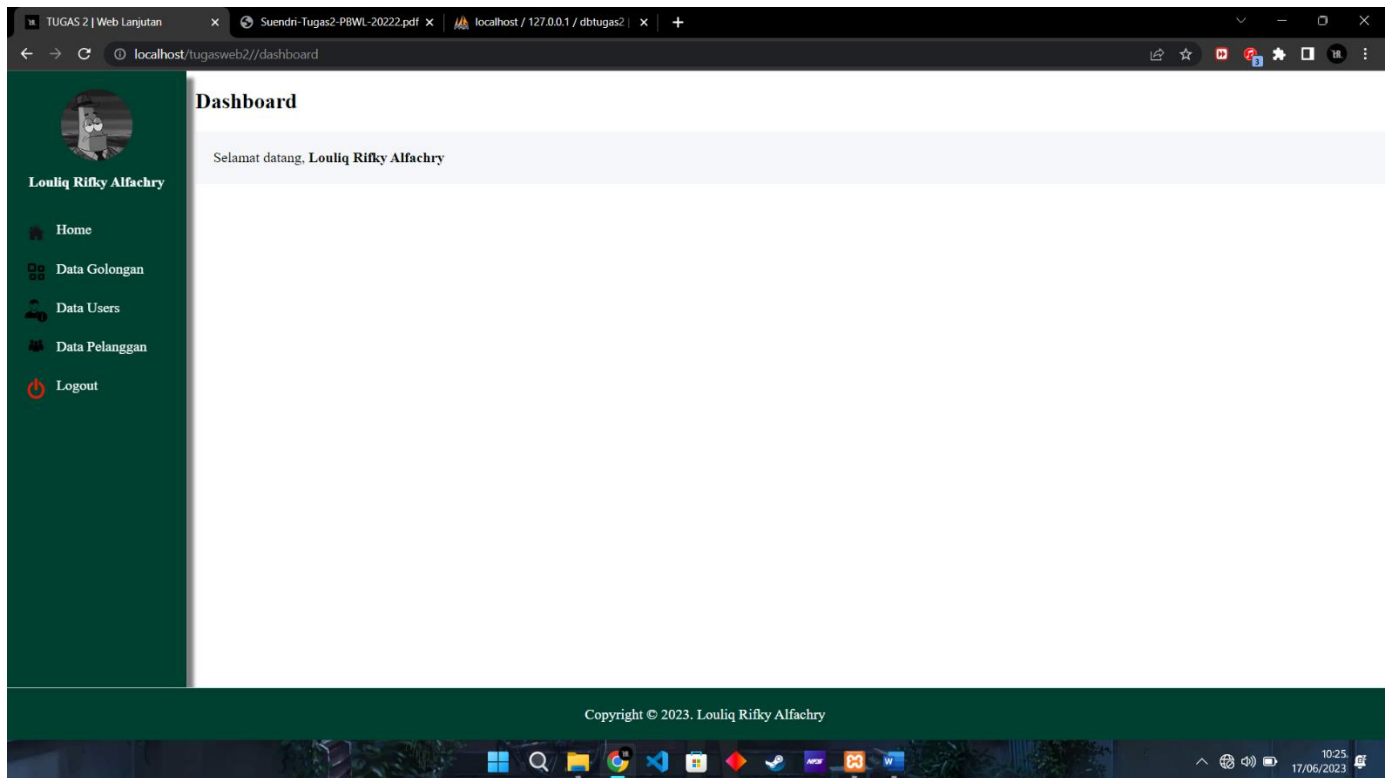 TUGAS 2 | Web Lanjutan
Suendri-Tugas2-PBWL-20222.pdf
localhost / 127.0.0.1 / dbtugas2 |
localhost/tugasweb2//dashboard
3
Louliq Rifky Alfachry
Home
Data Golongan
Data Users
Data Pelanggan
Logout
Dashboard
Selamat datang, Louliq Rifky Alfachry
Copyright © 2023. Louliq Rifky Alfachry
10:25
17/06/2023